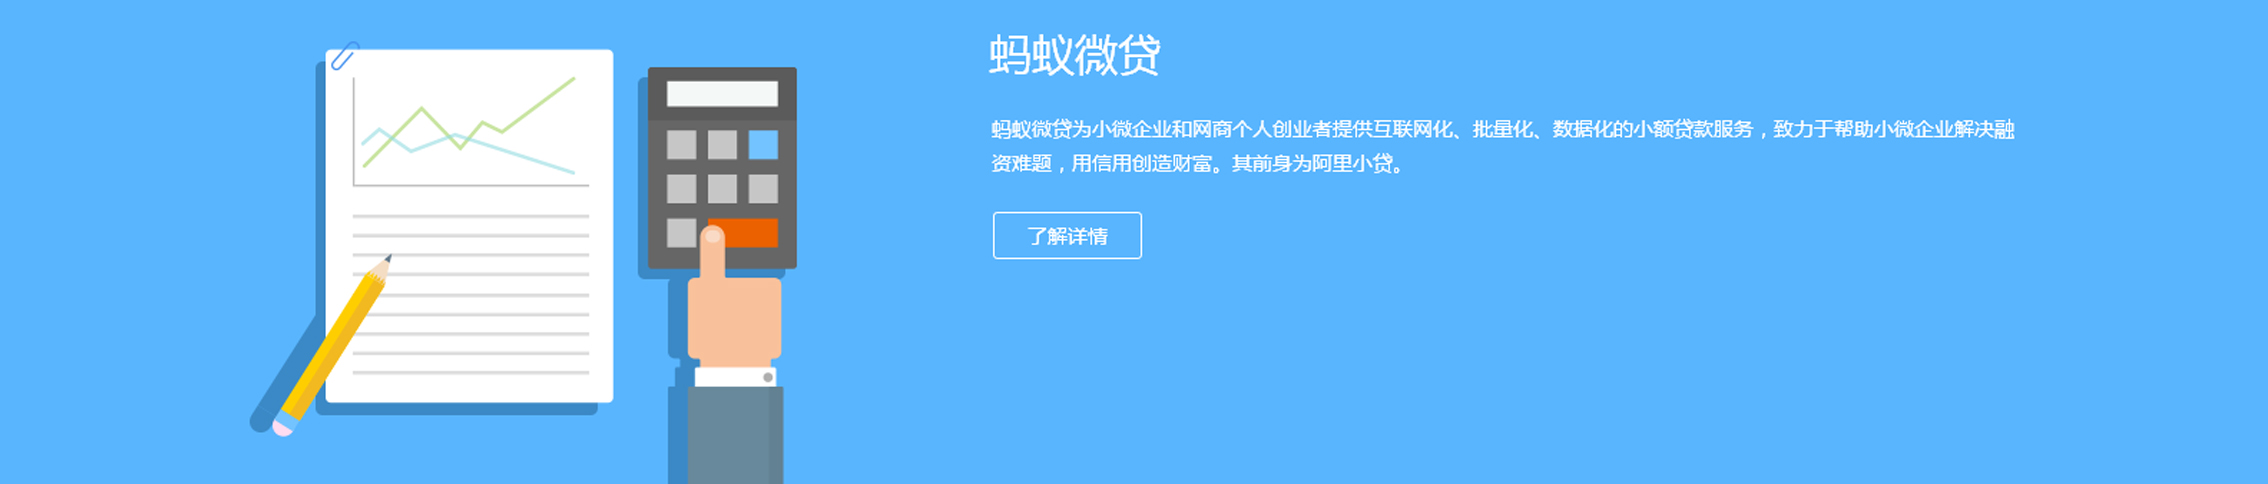 蚂蚁微贷
蚂蚁微贷为小微企业和网商个人创业者提供互联网化、批量化、数据化的小额贷款服务，致力于帮助小微企业解决融
资难题，用信用创造财富。其前身为阿里小贷。
了解详情